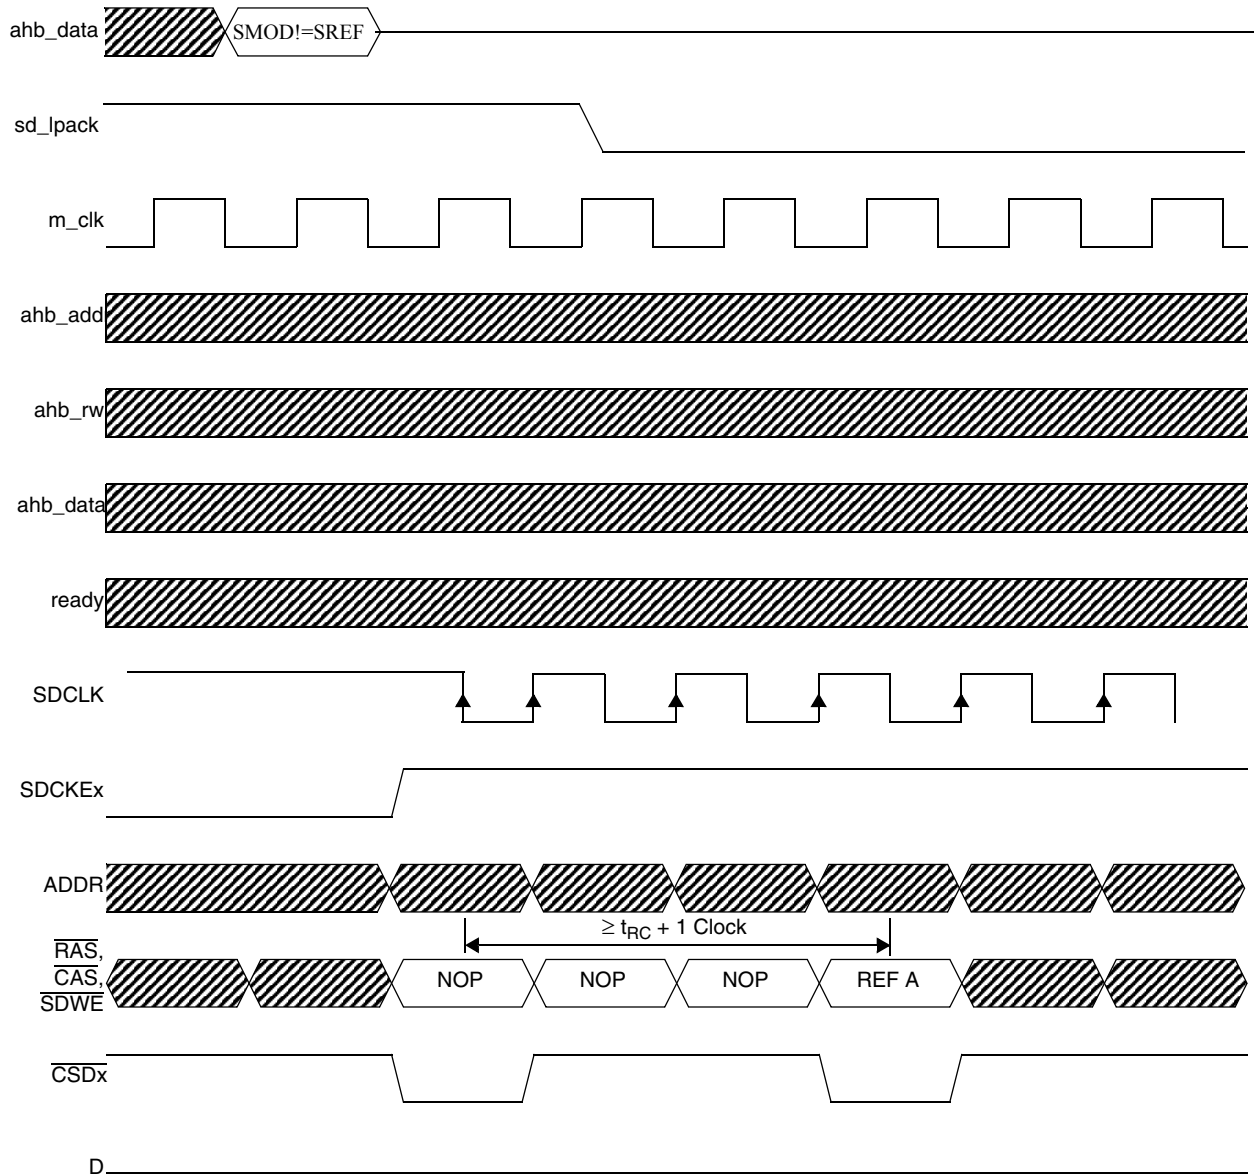 ahb_data SMOD!=SREF
sd_lpack
m_clk
ahb_add
ahb_rw
ahb_data
ready
SDCLK
SDCKEx
ADDR
≥ tRC + 1 Clock
RAS,
CAS,
SDWE
NOP NOP NOP REF A
CSDx
D